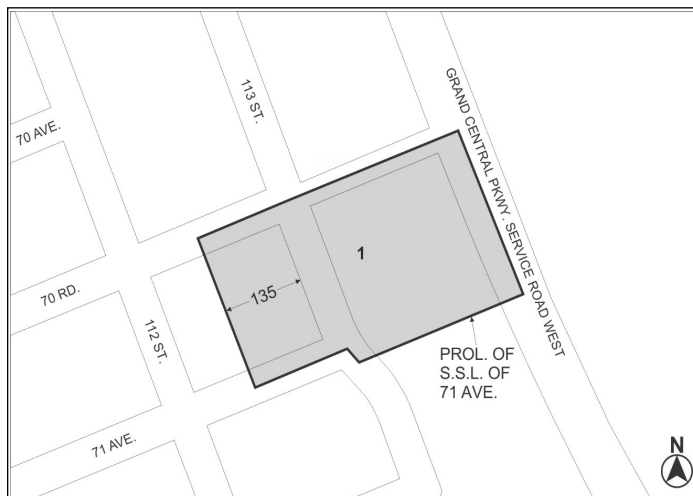 70 AVE.
113 ST.
GRAND CENTRAL PKWY. SERVICE ROAD WEST
1
135
70 RD.
112 ST.
PROL. OF
S.S.L. OF
71 AVE.
71 AVE.
N